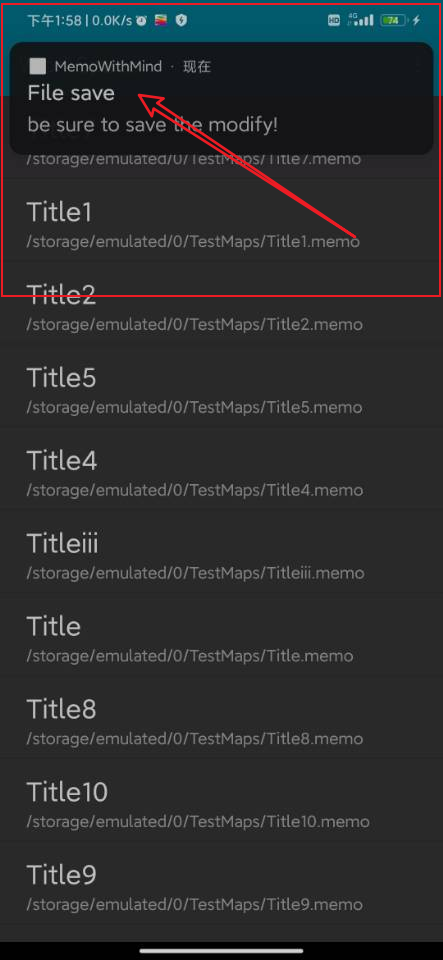 下午1:58 | 0.0K/s HD 4G 74
MemoWithMind · 现在
File save
be sure to save the modify!
/storage/emulated/0/TestMaps/Title7.memo
Title1
/storage/emulated/0/TestMaps/Title1.memo
Title2
/storage/emulated/0/TestMaps/Title2.memo
Title5
/storage/emulated/0/TestMaps/Title5.memo
Title4
/storage/emulated/0/TestMaps/Title4.memo
Titleiii
/storage/emulated/0/TestMaps/Titleiii.memo
Title
/storage/emulated/0/TestMaps/Title.memo
Title8
/storage/emulated/0/TestMaps/Title8.memo
Title10
/storage/emulated/0/TestMaps/Title10.memo
Title9
/storage/emulated/0/TestMaps/Title9.memo